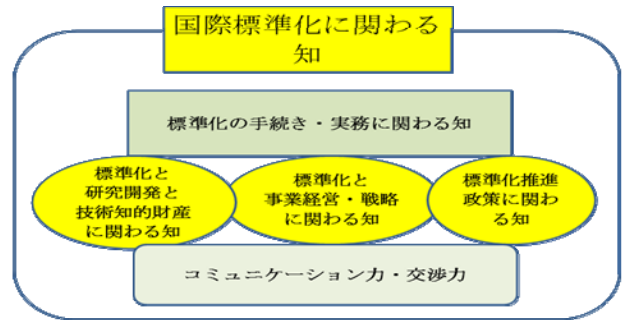 国際標準化に関わる
知
標準化の手続き・実務に関わる知
標準化と
研究開発と
技術知的財産
に関わる知
標準化と
事業経営・戦略
に関わる知
標準化推進
政策に関わ
る知
コミュニケーション力・交渉力